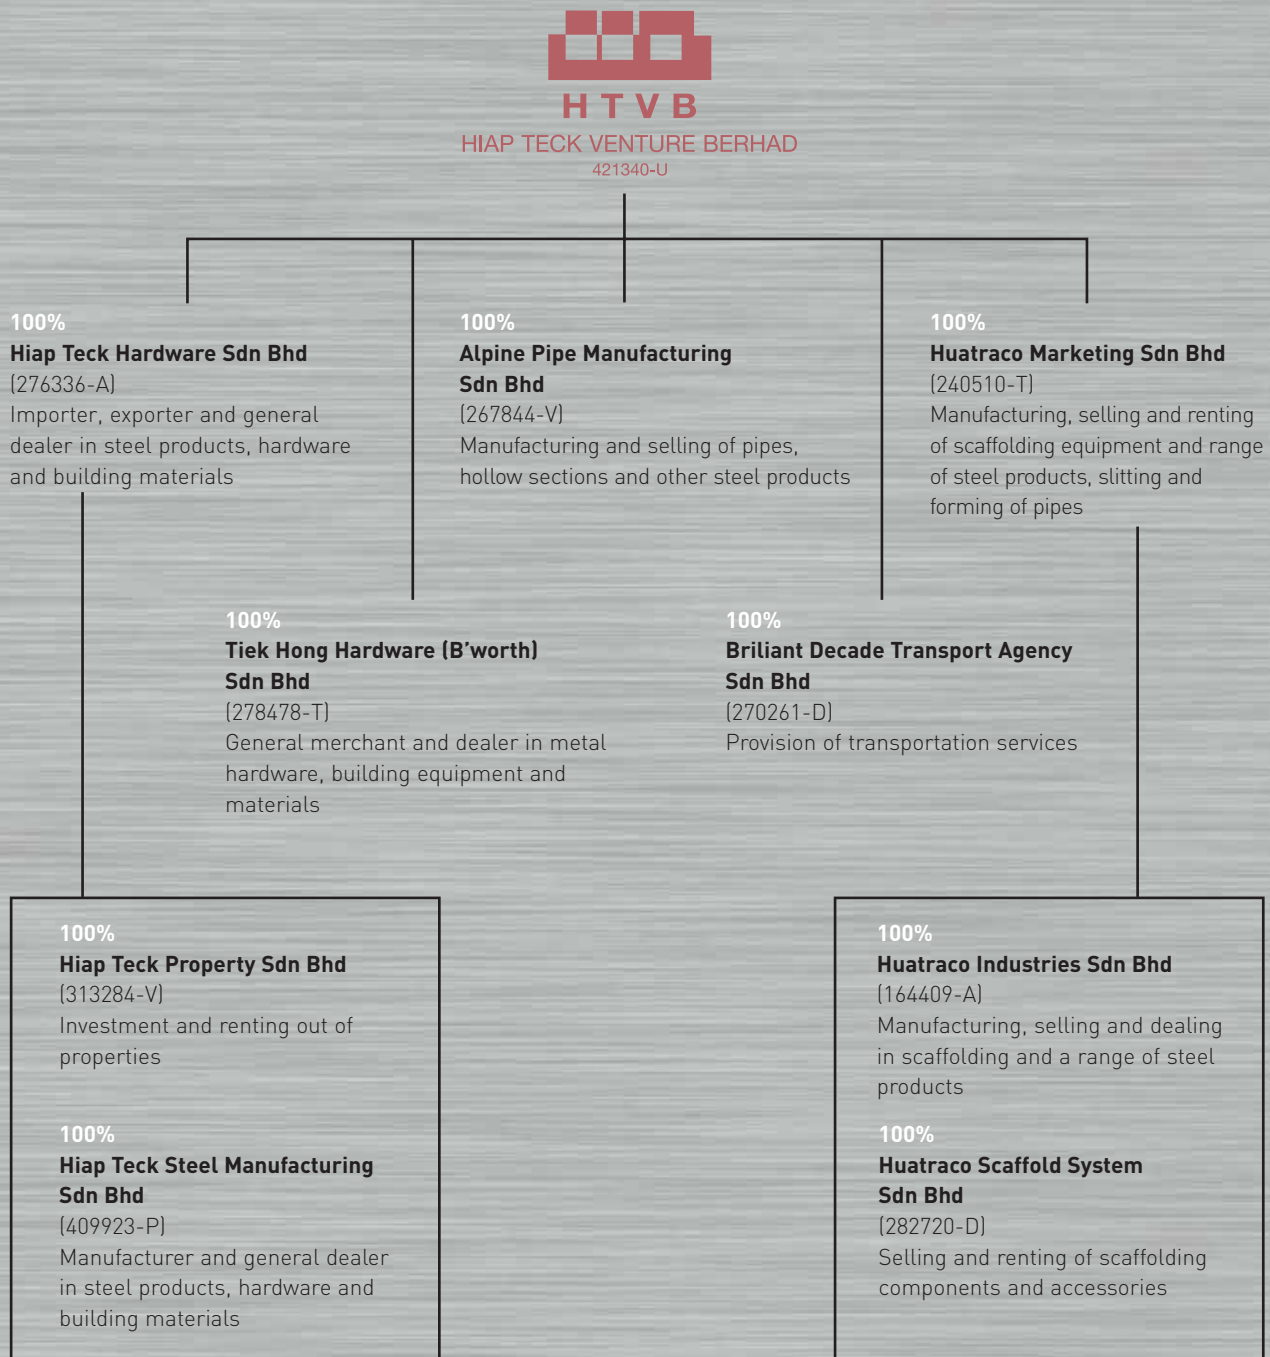 HTVB
HIAP TECK VENTURE BERHAD
421340-U
100%
Hiap Teck Hardware Sdn Bhd
(276336-A)
Importer, exporter and general
dealer in steel products, hardware
and building materials
100%
Alpine Pipe Manufacturing
Sdn Bhd
(267844-V)
Manufacturing and selling of pipes,
hollow sections and other steel products
100%
Huatraco Marketing Sdn Bhd
(240510-T)
Manufacturing, selling and renting
of scaffolding equipment and range
of steel products, slitting and
forming of pipes
100%
Tiek Hong Hardware (B'worth)
Sdn Bhd
(278478-T)
General merchant and dealer in metal
hardware, building equipment and
materials
100%
Briliant Decade Transport Agency
Sdn Bhd
(270261-D)
Provision of transportation services
100%
Hiap Teck Property Sdn Bhd
(313284-V)
Investment and renting out of
properties
100%
Hiap Teck Steel Manufacturing
Sdn Bhd
(409923-P)
Manufacturer and general dealer
in steel products, hardware and
building materials
100%
Huatraco Industries Sdn Bhd
(164409-A)
Manufacturing, selling and dealing
in scaffolding and a range of steel
products
100%
Huatraco Scaffold System
Sdn Bhd
(282720-D)
Selling and renting of scaffolding
components and accessories